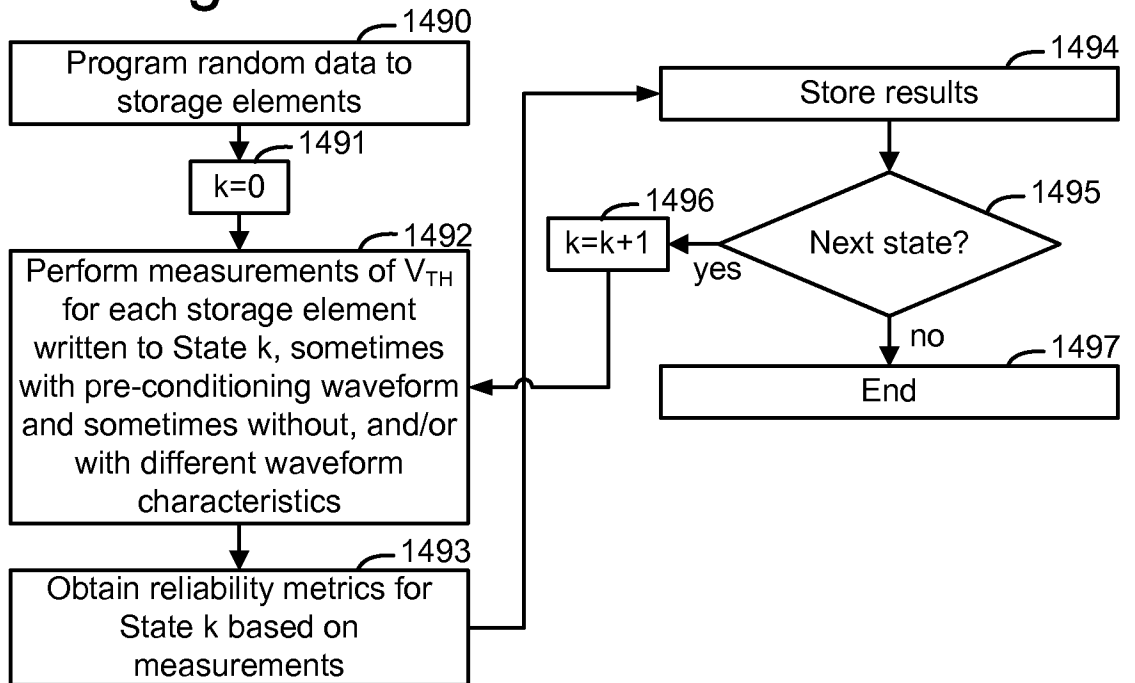 1490
Program random data to
storage elements
1491
k=0
1492
Perform measurements of VTH
for each storage element
written to State k, sometimes
with pre-conditioning waveform
and sometimes without, and/or
with different waveform
characteristics
1493
Obtain reliability metrics for
State k based on
measurements
1494
Store results
1495
Next state?
yes
1496
k=k+1
no
1497
End